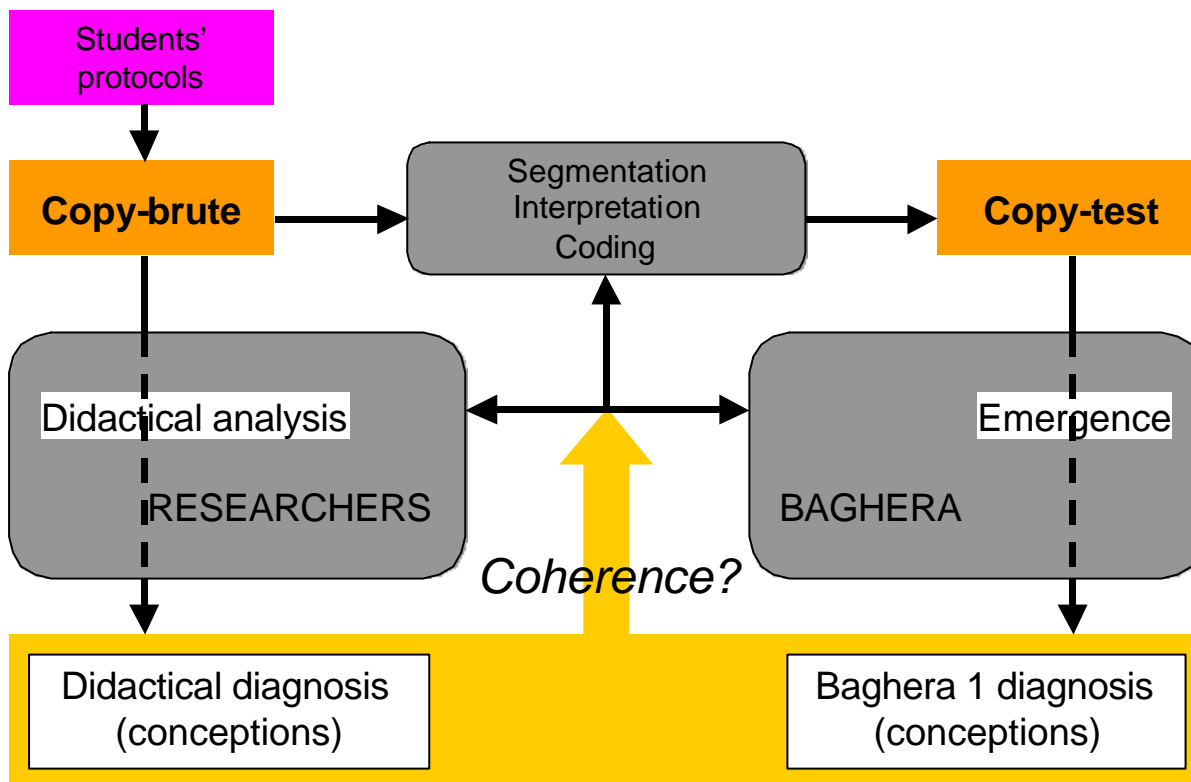 Students’
protocols
Copy-brute
Segmentation
Interpretation
Coding
Copy-test
Didactical analysis
RESEARCHERS
Emergence
BAGHERA
Coherence?
Didactical diagnosis
(conceptions)
Baghera 1 diagnosis
(conceptions)